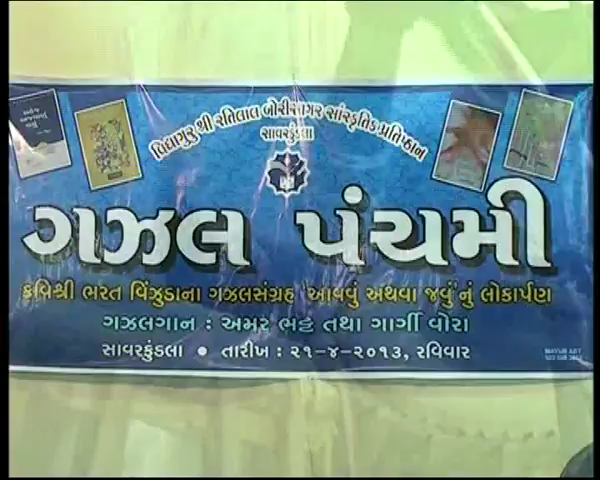 વિદ્યાગુરુ શ્રી રતિલાલ બોરીસાગર સાંસ્કૃતિક પ્રતિષ્ઠાન
સાવરકુંડલા
ગઝલ પંચમી
કવિશ્રી ભરત વિંઝુડાના ગઝલસંગ્રહ 'આવવું અથવા જવું'નું લોકાર્પણ
ગઝલગાન : અમર ભટ્ટ તથા ગાર્ગી વોરા
સાવરકુંડલા ● તારીખ : ૨૧-૪-૨૦૧૩, રવિવાર